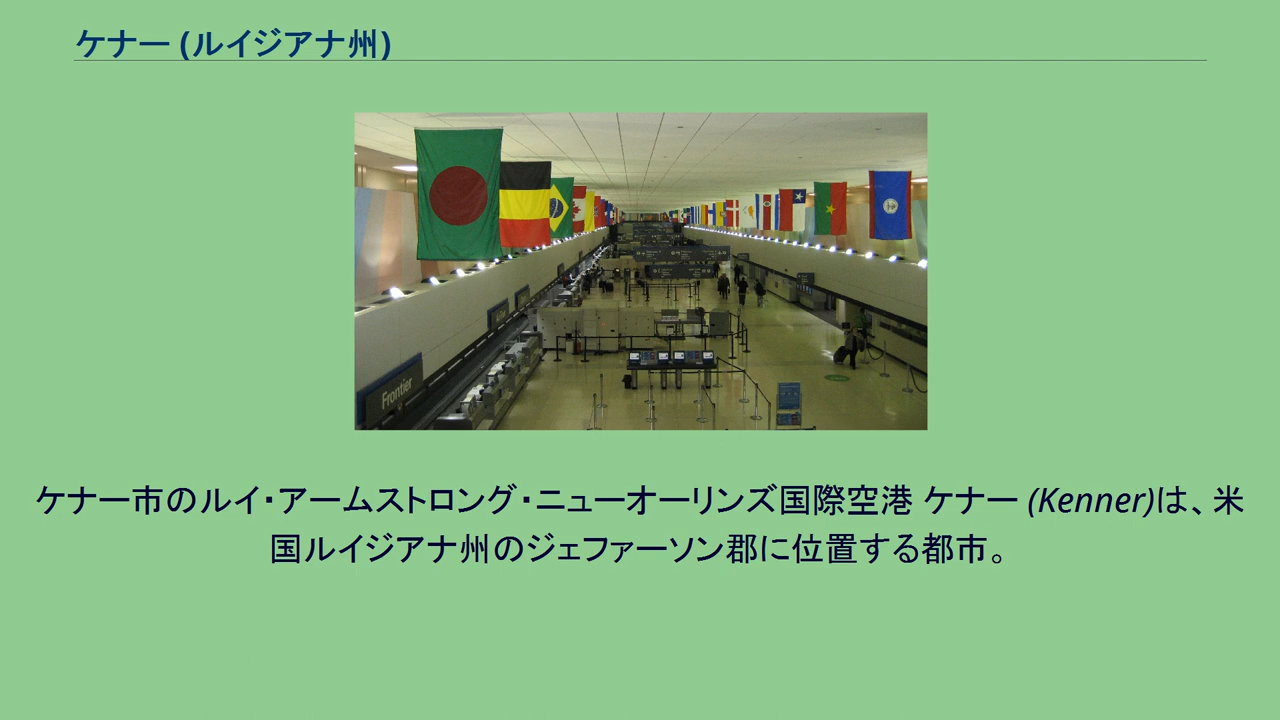 ケナー (ルイジアナ州)
Frontier
ケナー市のルイ・アームストロング・ニューオーリンズ国際空港 ケナー (Kenner)は、米
国ルイジアナ州のジェファーソン郡に位置する都市。